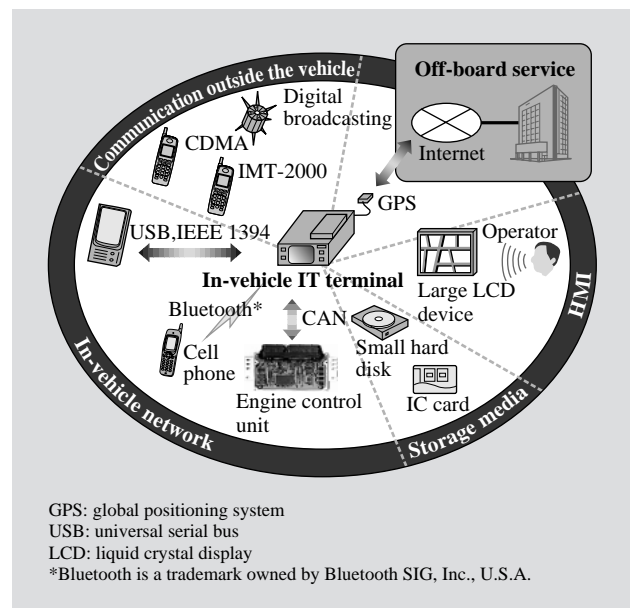 Communication outside the vehicle
Off-board service
Internet
Digital
broadcasting
CDMA
IMT-2000
GPS
USB,IEEE 1394
In-vehicle IT terminal
Operator
Large LCD
device
HMI
Bluetooth*
CAN
Cell
phone
Small hard
disk
Engine control
unit
IC card
In-vehicle network
Storage media
GPS: global positioning system
USB: universal serial bus
LCD: liquid crystal display
*Bluetooth is a trademark owned by Bluetooth SIG, Inc., U.S.A.